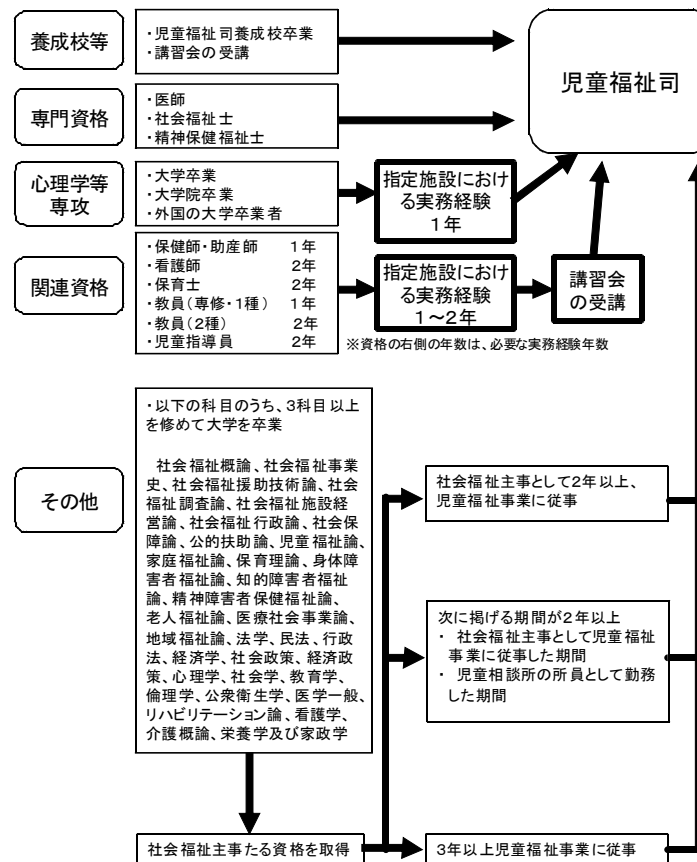 養成校等
・児童福祉司養成校卒業
・講習会の受講
児童福祉司
専門資格
・医師
・社会福祉士
・精神保健福祉士
心理学等
専攻
・大学卒業
・大学院卒業
・外国の大学卒業者
指定施設におけ
る実務経験
1年
関連資格
・保健師・助産師 1年
・看護師 2年
・保育士 2年
・教員(専修・1種) 1年
・教員(2種) 2年
・児童指導員 2年
指定施設におけ
る実務経験
1～2年
講習会
の受講
※資格の右側の年数は、必要な実務経験年数
その他
・以下の科目のうち、3科目以上
を修めて大学を卒業
社会福祉概論、社会福祉事業
史、社会福祉援助技術論、社会
福祉調査論、社会福祉施設経
営論、社会福祉行政論、社会保
障論、公的扶助論、児童福祉論、
家庭福祉論、保育理論、身体障
害者福祉論、知的障害者福祉
論、精神障害者保健福祉論、
老人福祉論、医療社会事業論、
地域福祉論、法学、民法、行政
法、経済学、社会政策、経済政
策、心理学、社会学、教育学、
倫理学、公衆衛生学、医学一般、
リハビリテーション論、看護学、
介護概論、栄養学及び家政学
社会福祉主事として2年以上、
児童福祉事業に従事
次に掲げる期間が2年以上
・ 社会福祉主事として児童福祉
事業に従事した期間
・ 児童相談所の所員として勤務
した期間
社会福祉主事たる資格を取得
3年以上児童福祉事業に従事